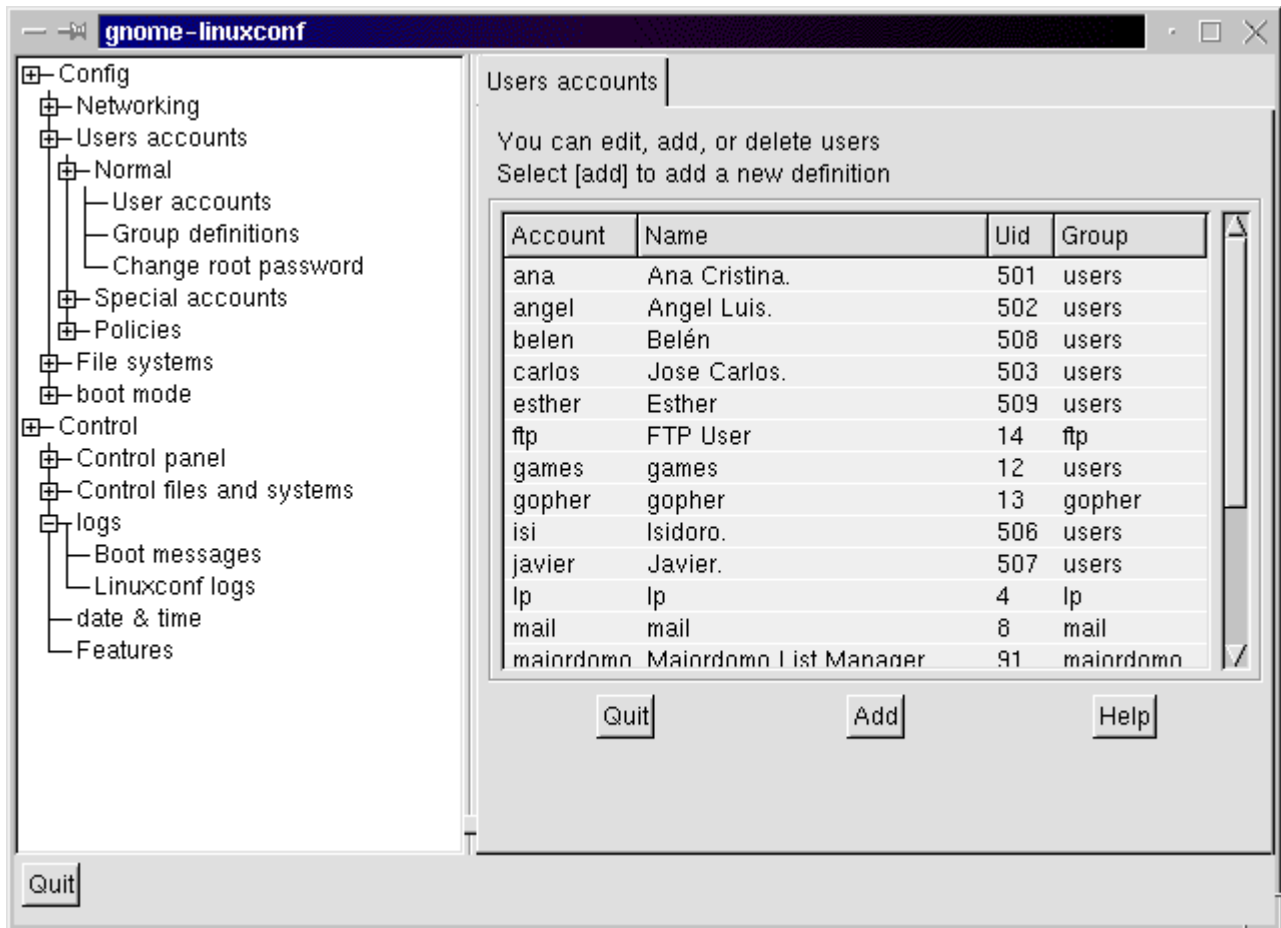 gnome-linuxconf
Config
Networking
Users accounts
Normal
User accounts
Group definitions
Change root password
Special accounts
Policies
File systems
boot mode
Control
Control panel
Control files and systems
logs
Boot messages
Linuxconf logs
date & time
Features
Users accounts
You can edit, add, or delete users
Select [add] to add a new definition
Account Name Uid Group
ana Ana Cristina. 501 users
angel Angel Luis. 502 users
belen Belén 508 users
carlos Jose Carlos. 503 users
esther Esther 509 users
ftp FTP User 14 ftp
games games 12 users
gopher gopher 13 gopher
isi Isidoro. 506 users
javier Javier. 507 users
lp lp 4 lp
mail mail 8 mail
majordomo Majordomo List Manager 91 majordomo
Quit Add Help
Quit